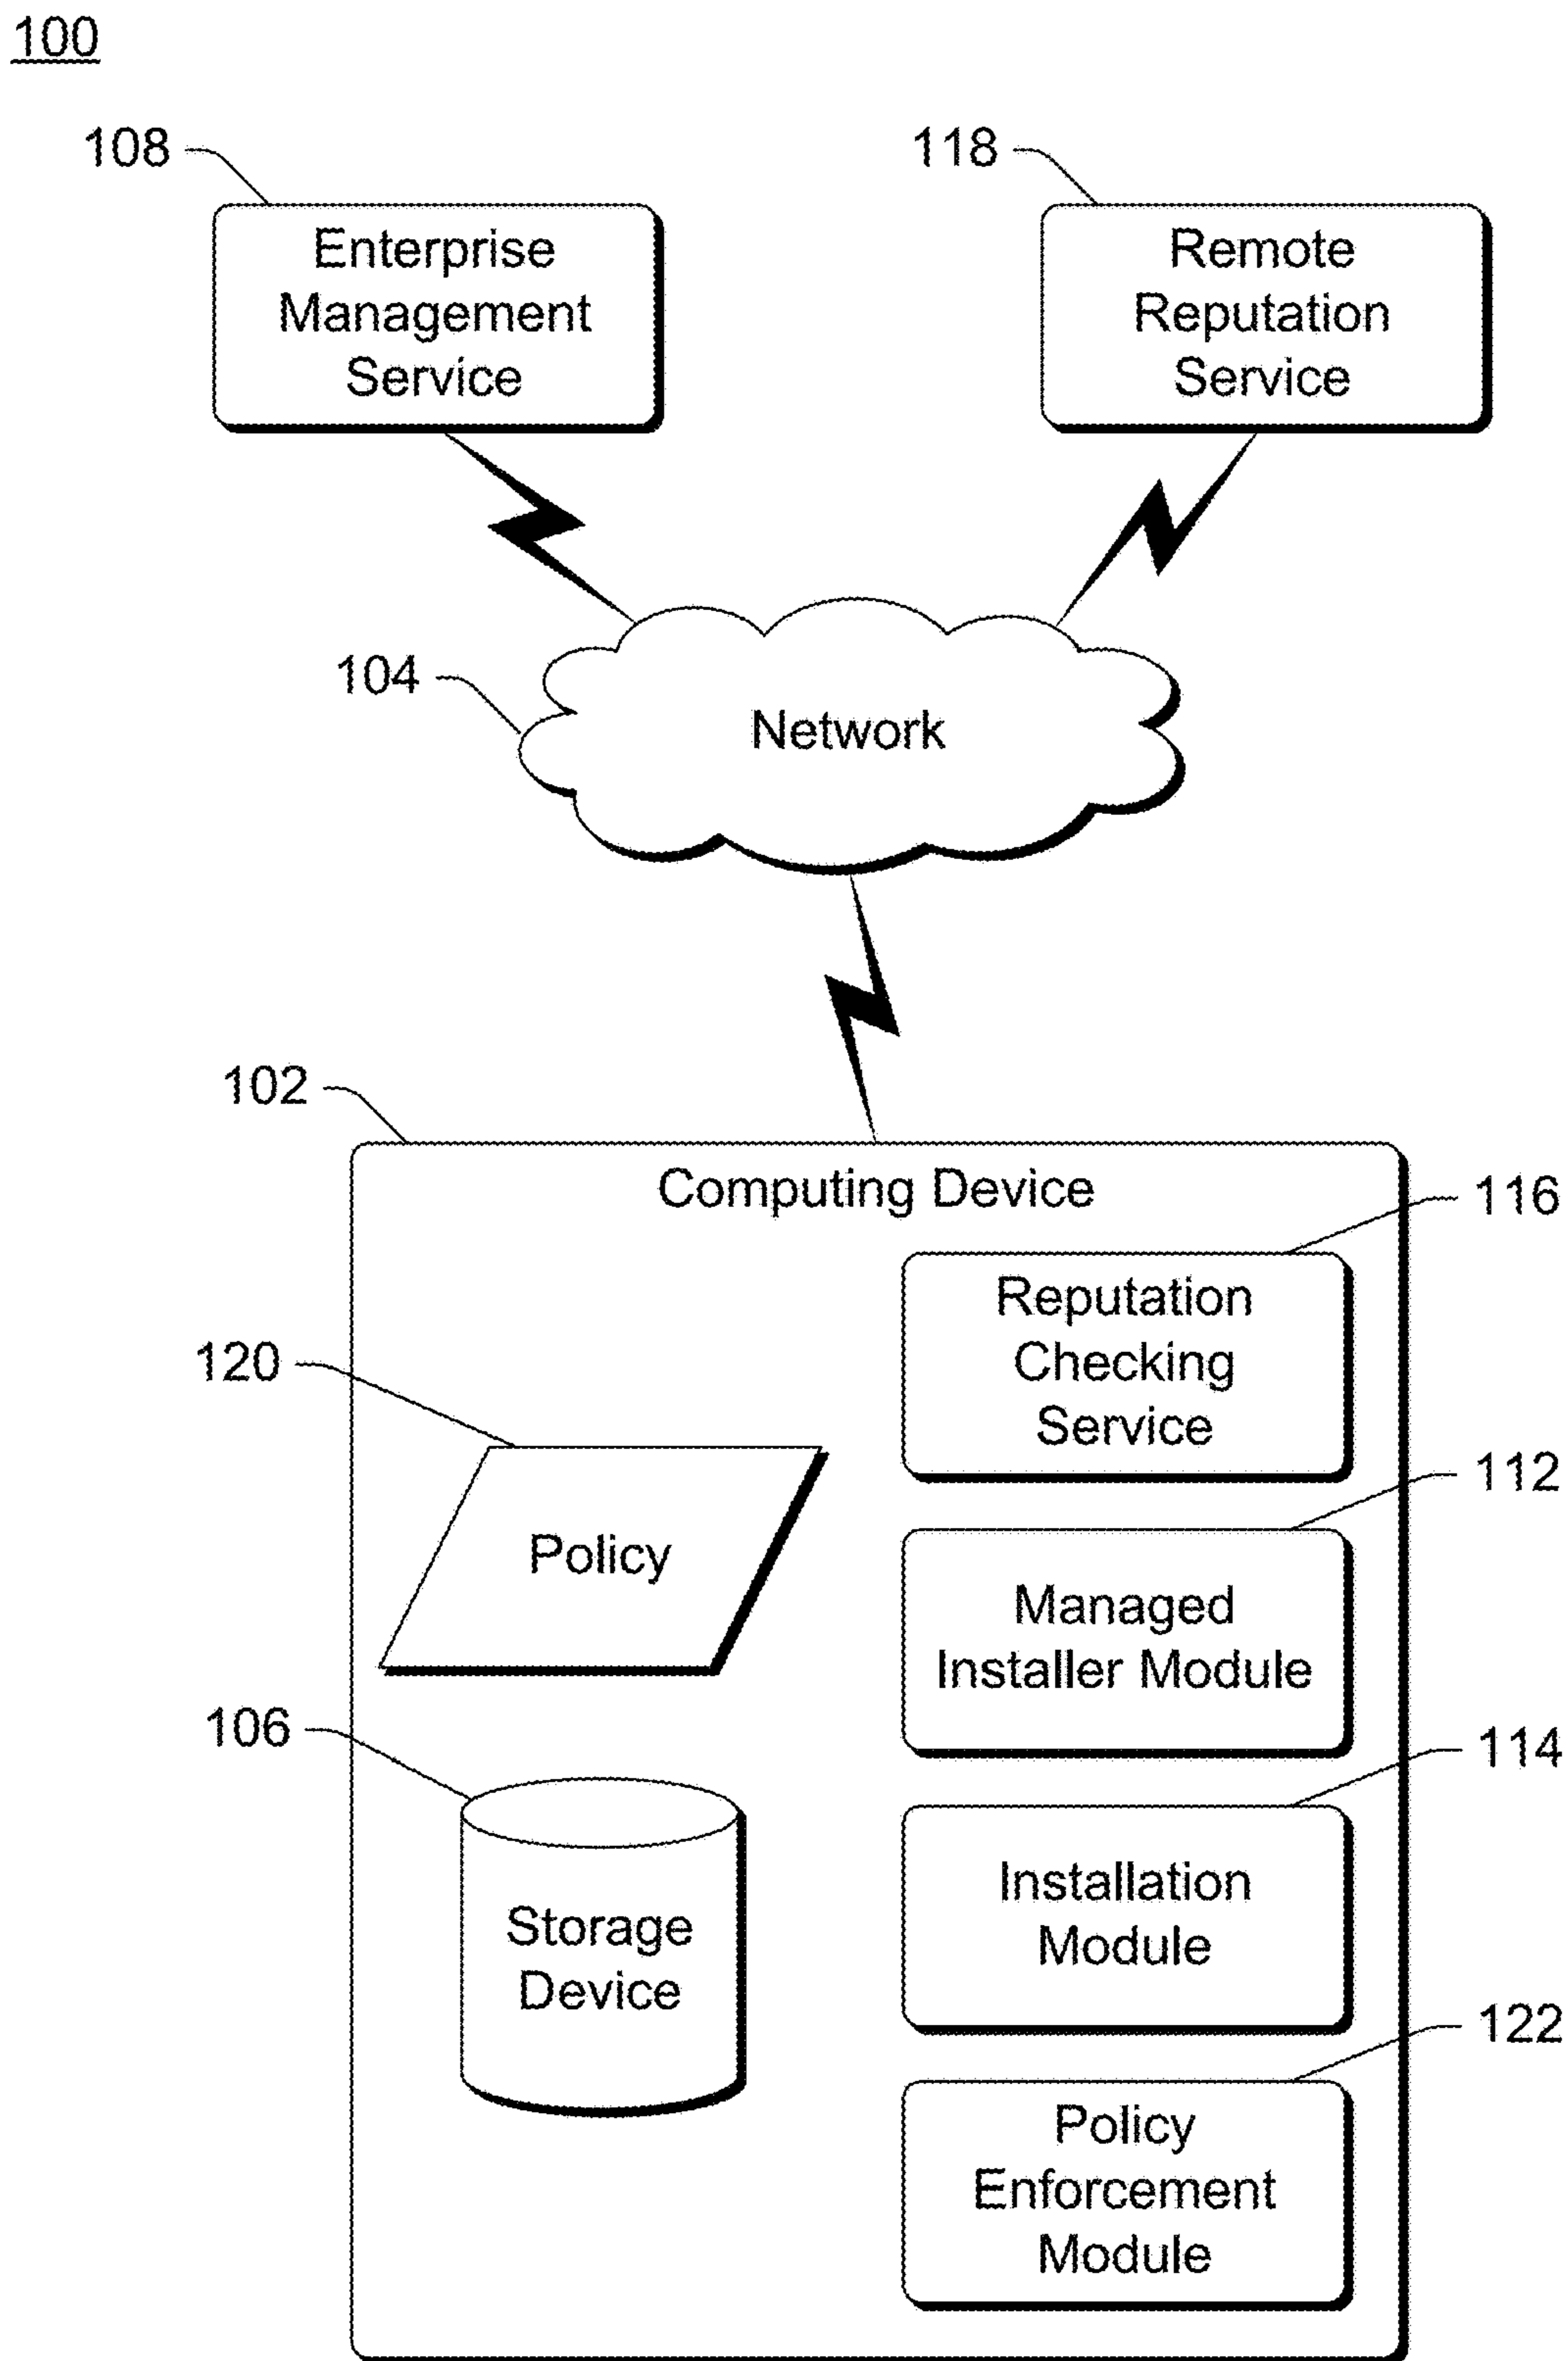 100
108
118
Enterprise
Management
Service
Remote
Reputation
Service
104
Network
102
Computing Device
116
Reputation
Checking
Service
120
Policy
112
Managed
Installer Module
106
Storage
Device
114
Installation
Module
122
Policy
Enforcement
Module